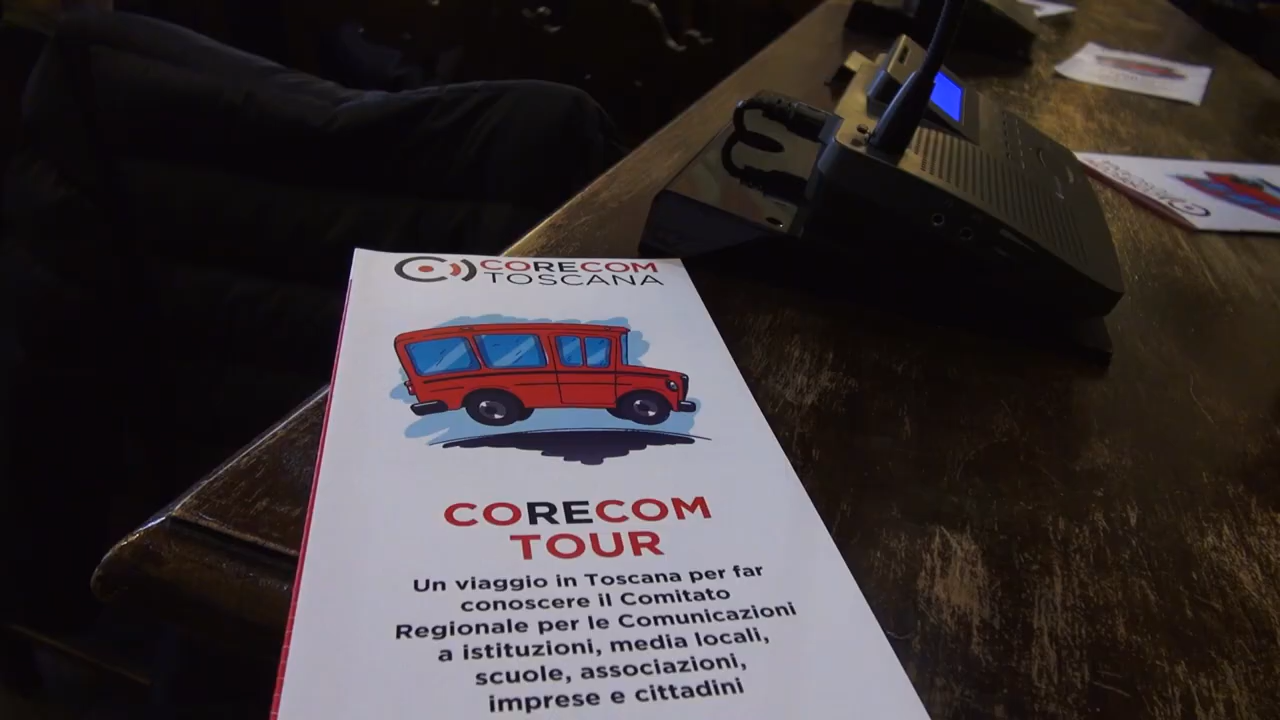 CORECOM
TOSCANA
CORECOM
TOUR
Un viaggio in Toscana per far
conoscere il Comitato
Regionale per le Comunicazioni
a istituzioni, media locali,
scuole, associazioni,
imprese e cittadini